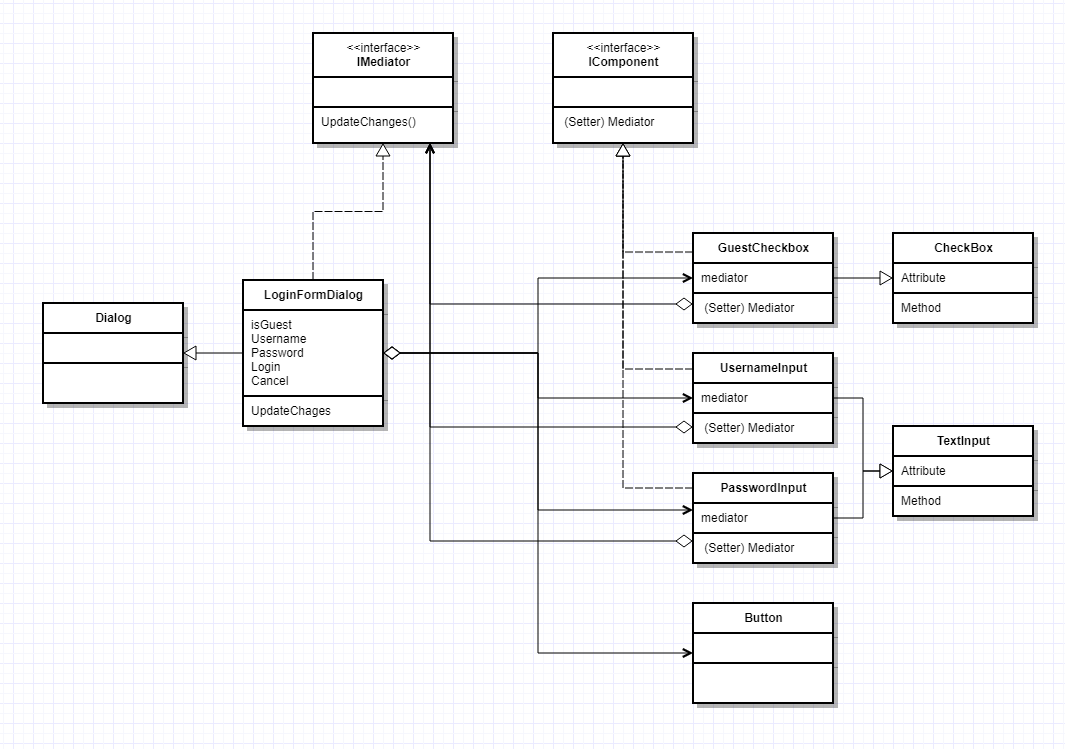 <<interface>>
IMediator
UpdateChanges()
<<interface>>
IComponent
(Setter) Mediator
GuestCheckbox
mediator
(Setter) Mediator
CheckBox
Attribute
Method
Dialog
LoginFormDialog
isGuest
Username
Password
Login
Cancel
UpdateChages
UsernameInput
mediator
(Setter) Mediator
TextInput
Attribute
Method
PasswordInput
mediator
(Setter) Mediator
Button